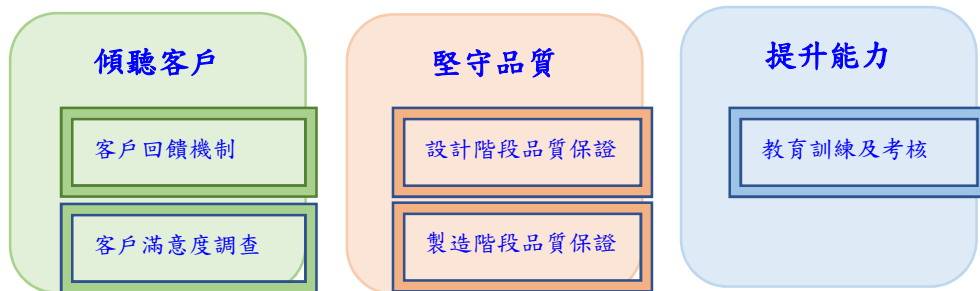 傾聽客戶
客戶回饋機制
客戶滿意度調查
堅守品質
設計階段品質保證
製造階段品質保證
提升能力
教育訓練及考核